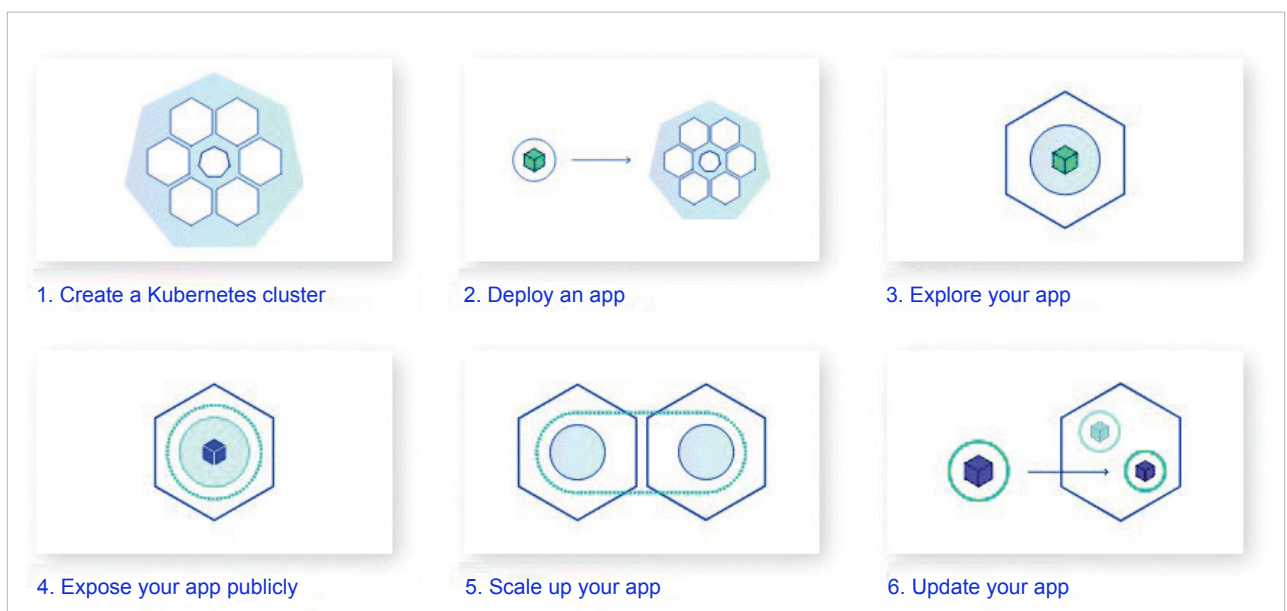 1. Create a Kubernetes cluster
2. Deploy an app
3. Explore your app
4. Expose your app publicly
5. Scale up your app
6. Update your app